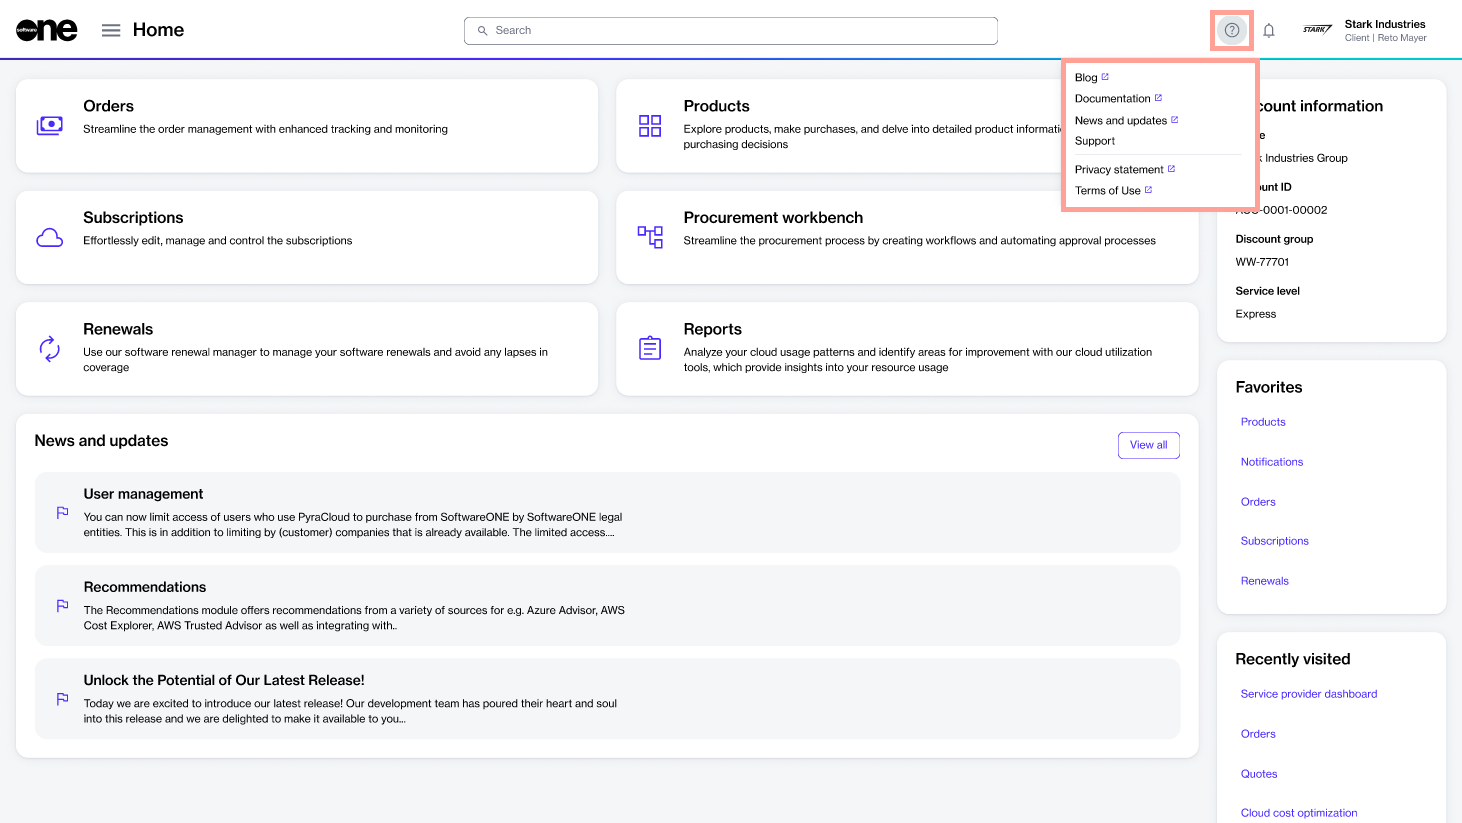 software one
Home
Search
STARK
Stark Industries
Client | Reto Mayer
Blog
Documentation
News and updates
Support
Privacy statement
Terms of Use
Orders
Streamline the order management with enhanced tracking and monitoring
Products
Explore products, make purchases, and delve into detailed product
purchasing decisions
Subscriptions
Effortlessly edit, manage and control the subscriptions
Procurement workbench
Streamline the procurement process by creating workflows and automating approval processes
Renewals
Use our software renewal manager to manage your software renewals and avoid any lapses in
coverage
Reports
Analyze your cloud usage patterns and identify areas for improvement with our cloud utilization
tools, which provide insights into your resource usage
News and updates
View all
User management
You can now limit access of users who use PyraCloud to purchase from SoftwareONE by SoftwareONE legal
entities. This is in addition to limiting by (customer) companies that is already available. The limited access....
Recommendations
The Recommendations module offers recommendations from a variety of sources for e.g. Azure Advisor, AWS
Cost Explorer, AWS Trusted Advisor as well as integrating with..
Unlock the Potential of Our Latest Release!
Today we are excited to introduce our latest release! Our development team has poured their heart and soul
into this release and we are delighted to make it available to you...
information
Industries Group
ID
-0001-00002
Discount group
WW-77701
Service level
Express
Favorites
Products
Notifications
Orders
Subscriptions
Renewals
Recently visited
Service provider dashboard
Orders
Quotes
Cloud cost optimization